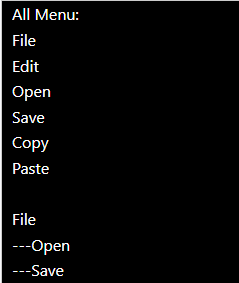 All Menu:
File
Edit
Open
Save
Copy
Paste
File
---Open
---Save